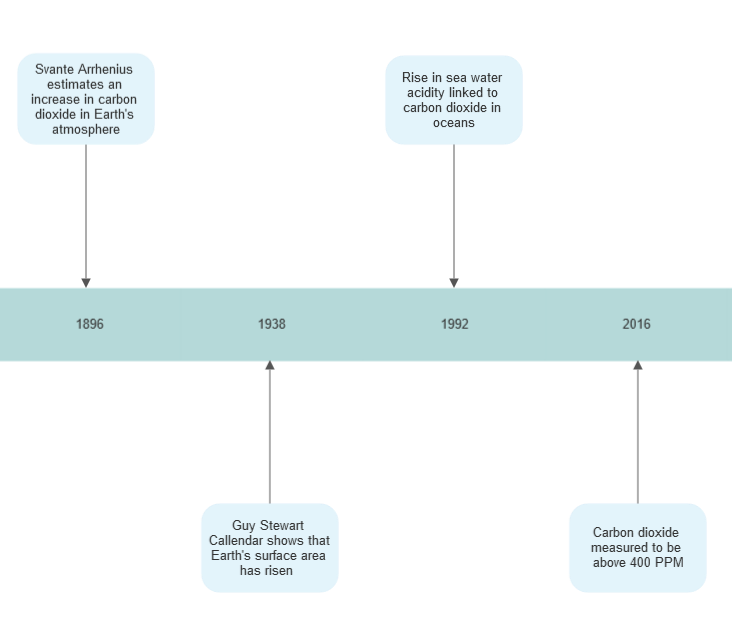 Svante Arrhenius
estimates an
increase in carbon
dioxide in Earth's
atmosphere
Rise in sea water
acidity linked to
carbon dioxide in
oceans
1896
1938
1992
2016
Guy Stewart
Callendar shows that
Earth's surface area
has risen
Carbon dioxide
measured to be
above 400 PPM